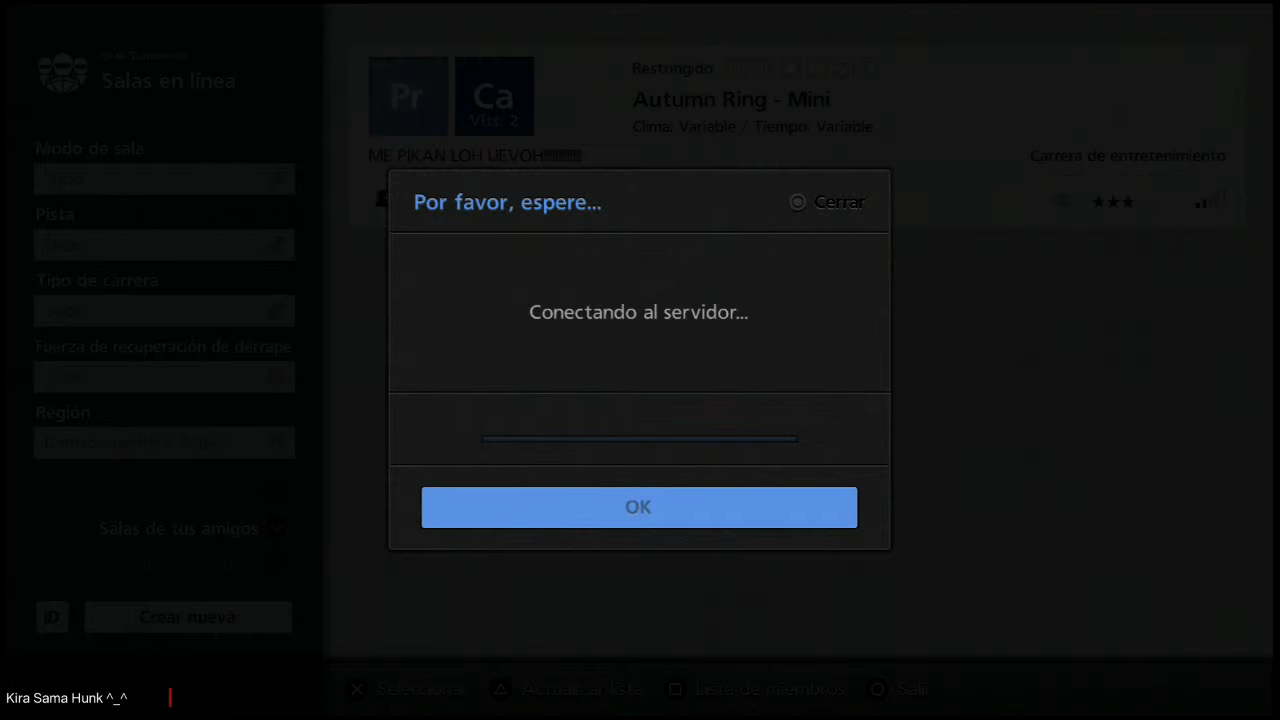 Salas en línea
Modo de sala
Pista
Tipo de carrera
Fuerza de recuperación de derrape
Región
Salas de tus amigos
ID
Crear nueva
Pr
Ca
Vlts: 2
Restringido
Autumn Ring - Mini
Clima: Variable / Tiempo: Variable
ME PIKAN LOH UEVOH!!!!!!!!!!!
Carrera de entretenimiento
Por favor, espere...
Cerrar
Conectando al servidor...
OK
Seleccionar
Actualizar lista
Lista de miembros
Salir
Kira Sama Hunk ^_^